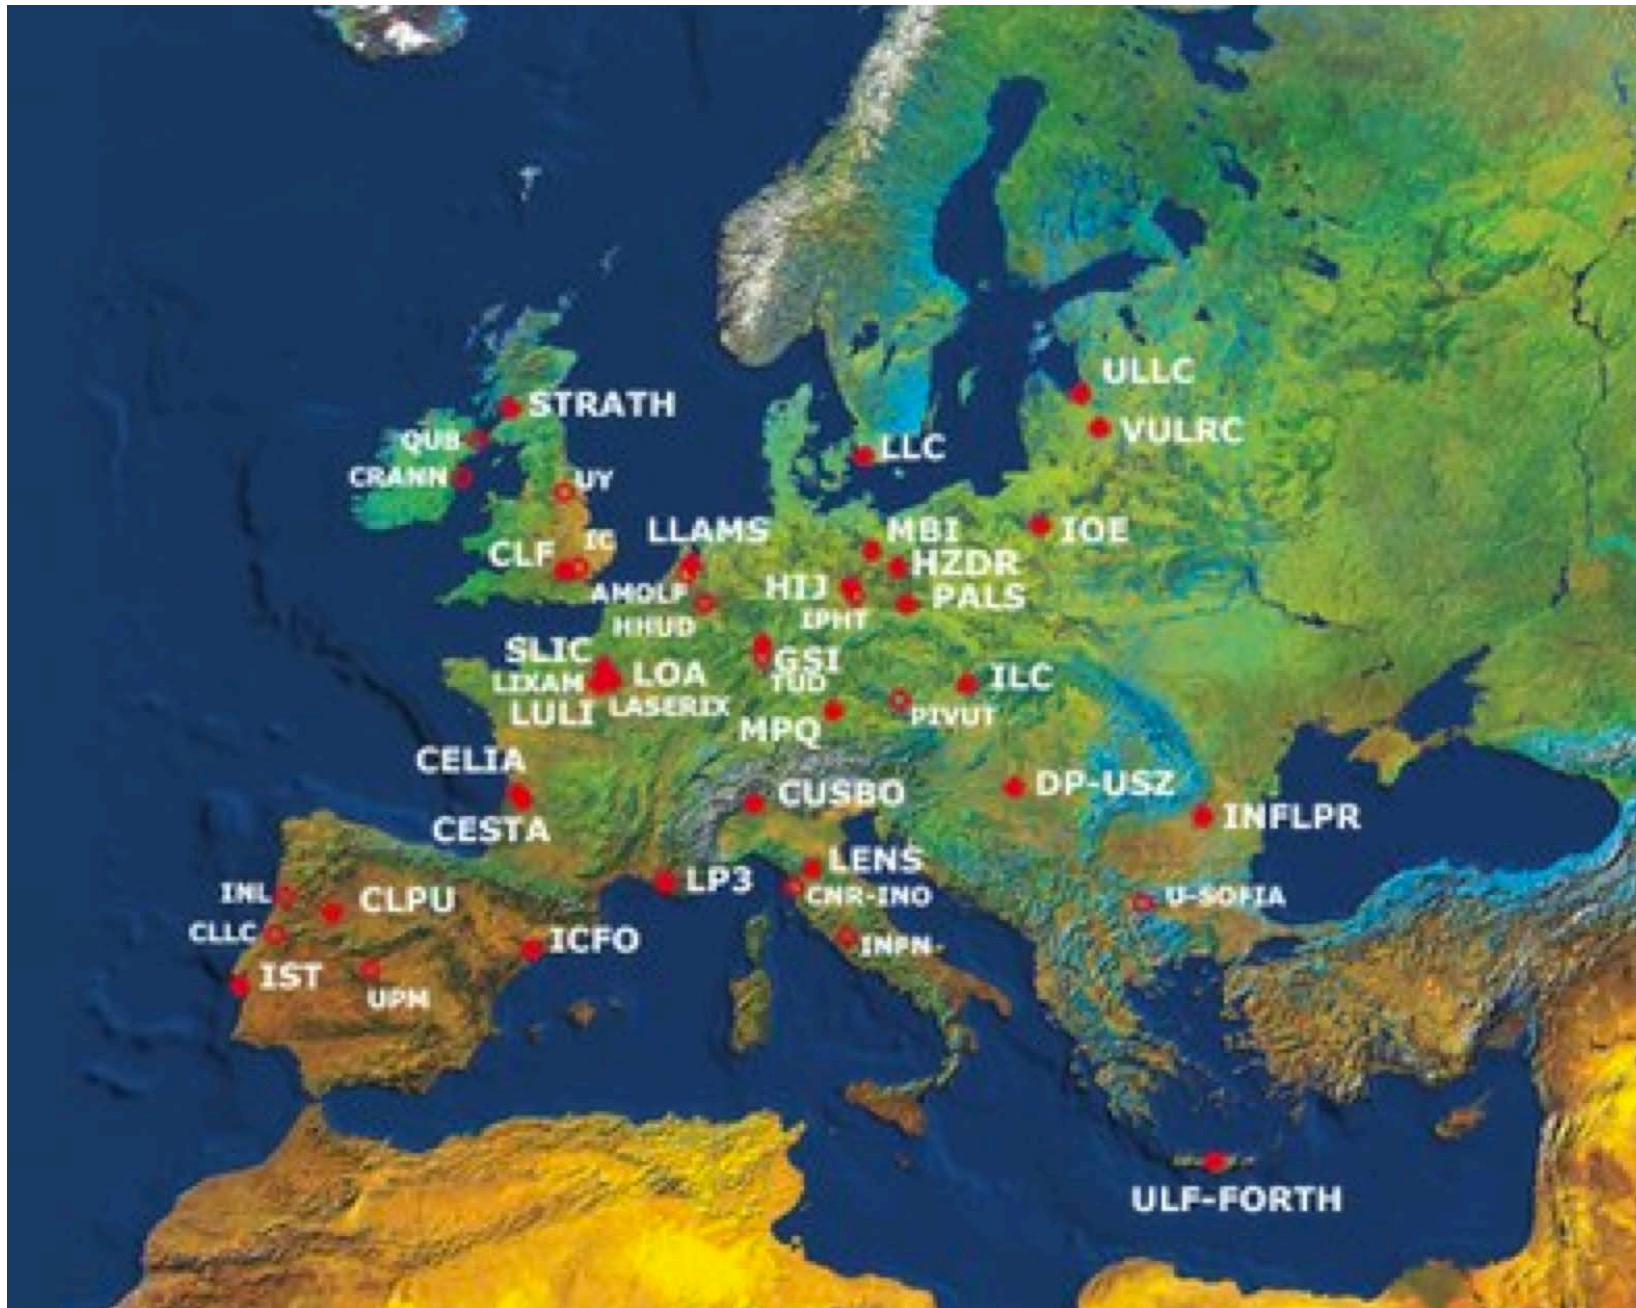 ULLC
STRATH
VULRC
QUB
LLC
CRANN
UY
LLAMS
MBI
IOE
IC
CLF
HZDR
HIJ
AMOLF
PALS
IPHT
HHUD
SLIC
GSI
LOA
LIXAM
TUD
ILC
LASERIX
LULI
PIVUT
MPQ
CELIA
DP-USZ
CUSBO
INFLPR
CESTA
LENS
LP3
INL
CLPU
CNR-INO
U-SOFIA
CLLC
ICFO
INFN
IST
UPM
ULF-FORTH